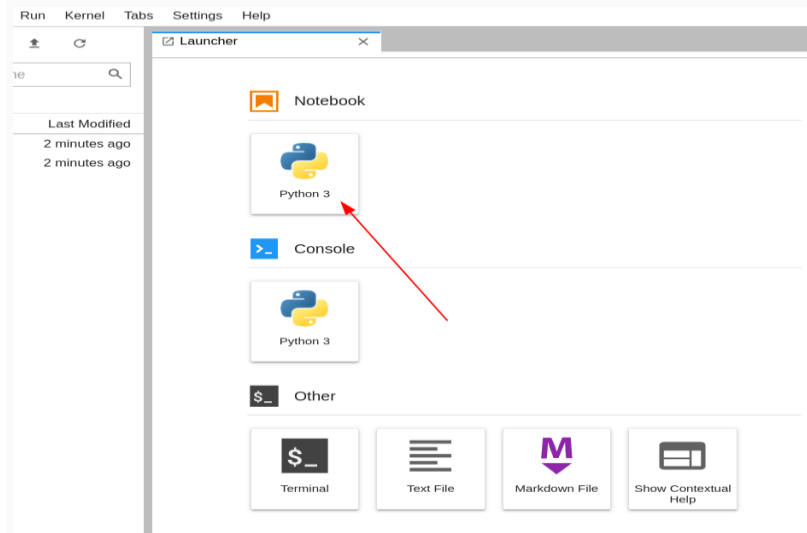 Run Kernel Tabs Settings Help
Launcher
Last Modified
2 minutes ago
2 minutes ago
Notebook
Python 3
Console
Python 3
$_ Other
$_
Terminal Text File Markdown File Show Contextual
Help